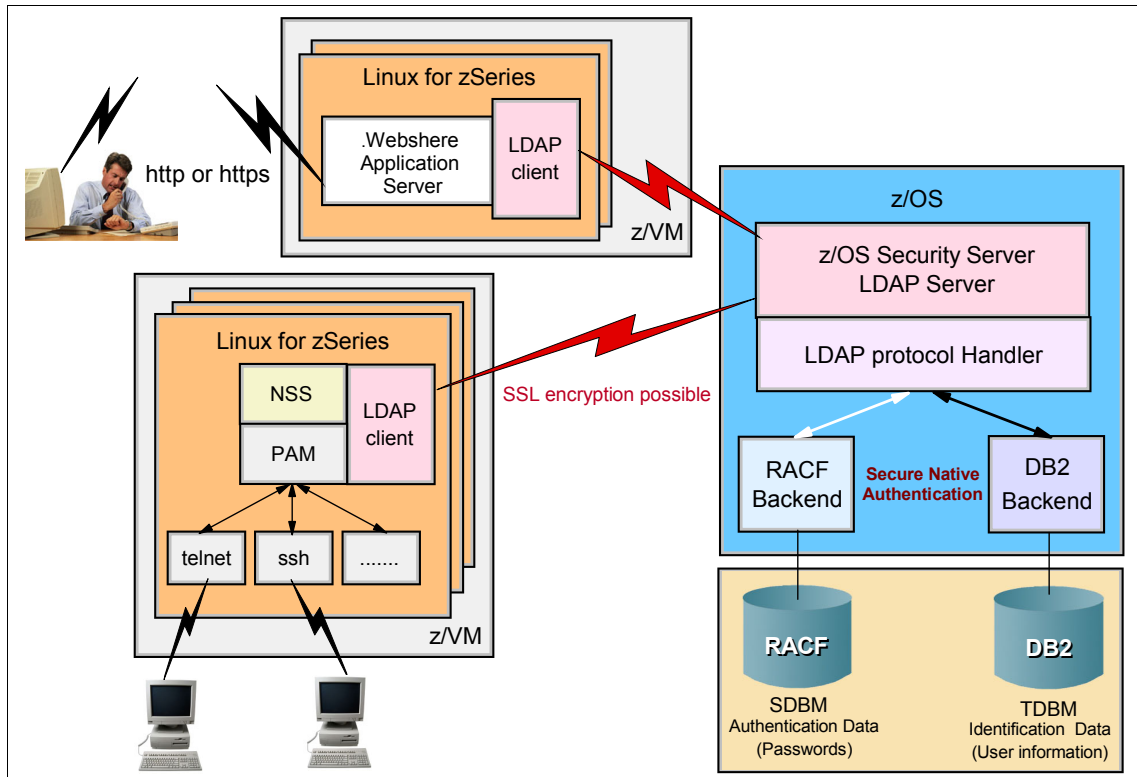 Linux for zSeries
.Webshere
Application
Server
LDAP
client
z/VM
http or https
Linux for zSeries
NSS
PAM
LDAP
client
telnet
ssh
.......
z/VM
SSL encryption possible
z/OS
z/OS Security Server
LDAP Server
LDAP protocol Handler
RACF
Backend
Secure Native
Authentication
DB2
Backend
RACF
DB2
SDBM
Authentication Data
(Passwords)
TDBM
Identification Data
(User information)